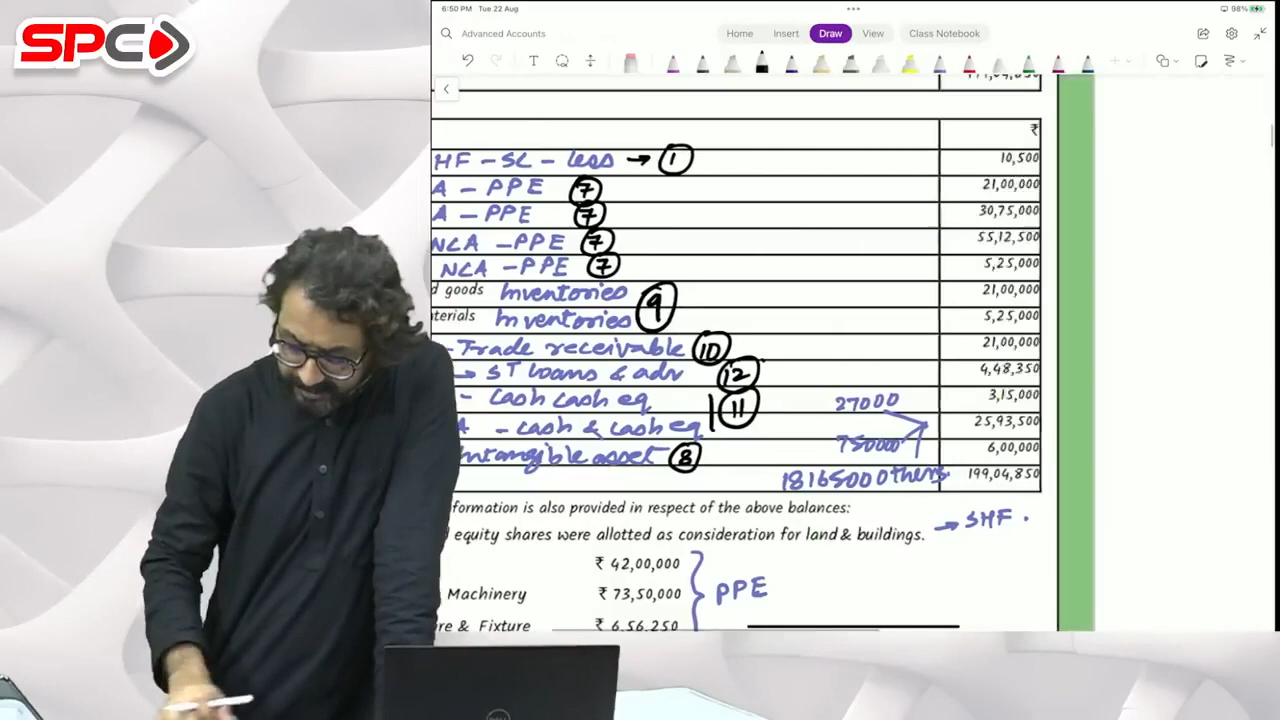 SPC
6:50 PM Tue 22 Aug
98%
Advanced Accounts
Home Insert Draw View Class Notebook
₹
HF - SC - less → 1 10,500
A - PPE 7 21,00,000
A - PPE 7 30,75,000
NCA - PPE 7 55,12,500
NCA - PPE 7 5,25,000
d goods Inventories 9 21,00,000
terials Inventories 5,25,000
- Trade receivable 10 21,00,000
→ ST loans & adv 12 4,48,350
- cash cash eq 11 27000 3,15,000
A - cash & cash eq 25,93,500
Intangible asset 8 750000 6,00,000
1816500 Others. 199,04,850
formation is also provided in respect of the above balances:
equity shares were allotted as consideration for land & buildings. → SHF.
₹ 42,00,000
Machinery ₹ 73,50,000 } PPE
re & Fixture ₹ 6,56,250